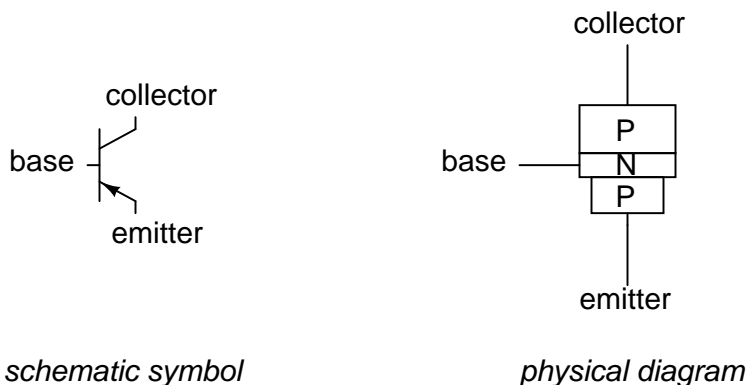 collector
base
emitter
schematic symbol
collector
P
base
N
P
emitter
physical diagram